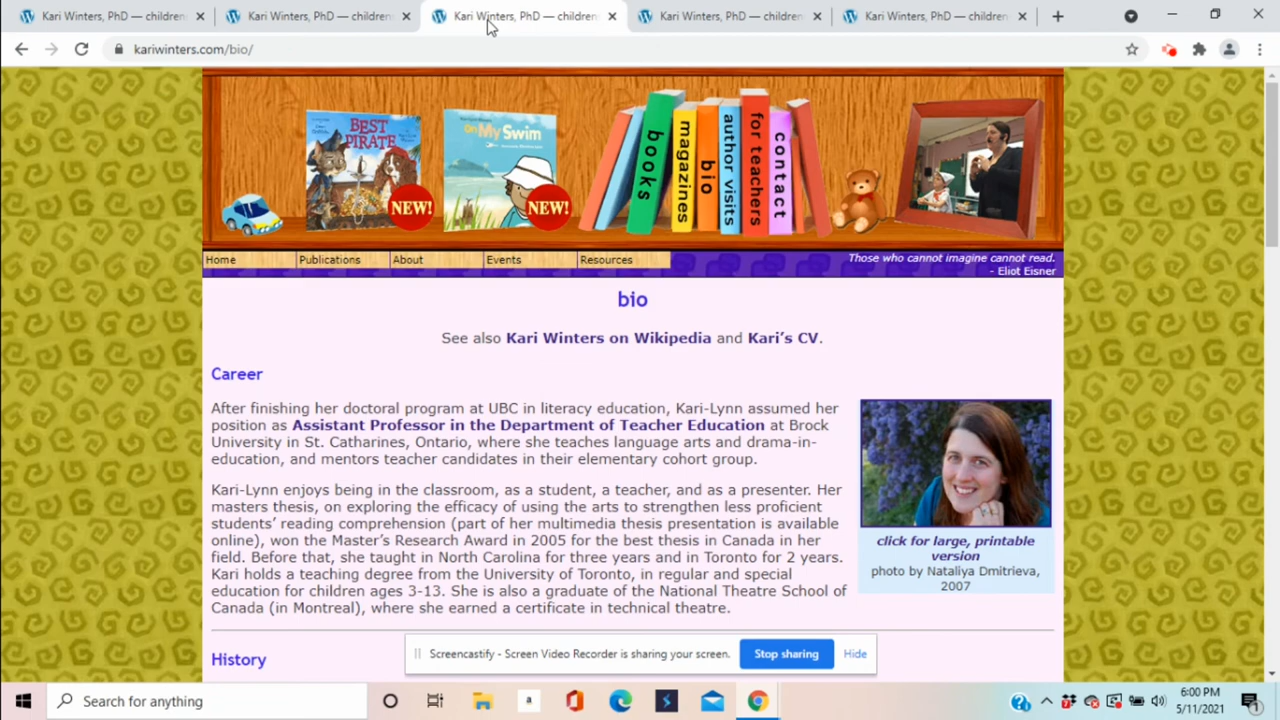 Kari Winters, PhD — children
Kari Winters, PhD — children
Kari Winters, PhD — children
Kari Winters, PhD — children
Kari Winters, PhD — children
kariwinters.com/bio/
BEST
PIRATE
NEW!
On My Swim
NEW!
books
magazines
bio
author visits
for teachers
contact
Home
Publications
About
Events
Resources
Those who cannot imagine cannot read.
- Eliot Eisner
bio
See also Kari Winters on Wikipedia and Kari's CV.
Career
After finishing her doctoral program at UBC in literacy education, Kari-Lynn assumed her
position as Assistant Professor in the Department of Teacher Education at Brock
University in St. Catharines, Ontario, where she teaches language arts and drama-in-
education, and mentors teacher candidates in their elementary cohort group.
Kari-Lynn enjoys being in the classroom, as a student, a teacher, and as a presenter. Her
masters thesis, on exploring the efficacy of using the arts to strengthen less proficient
students' reading comprehension (part of her multimedia thesis presentation is available
online), won the Master's Research Award in 2005 for the best thesis in Canada in her
field. Before that, she taught in North Carolina for three years and in Toronto for 2 years.
Kari holds a teaching degree from the University of Toronto, in regular and special
education for children ages 3-13. She is also a graduate of the National Theatre School of
Canada (in Montreal), where she earned a certificate in technical theatre.
click for large, printable
version
photo by Nataliya Dmitrieva,
2007
History
Screencastify - Screen Video Recorder is sharing your screen.
Stop sharing
Hide
Search for anything
6:00 PM
5/11/2021